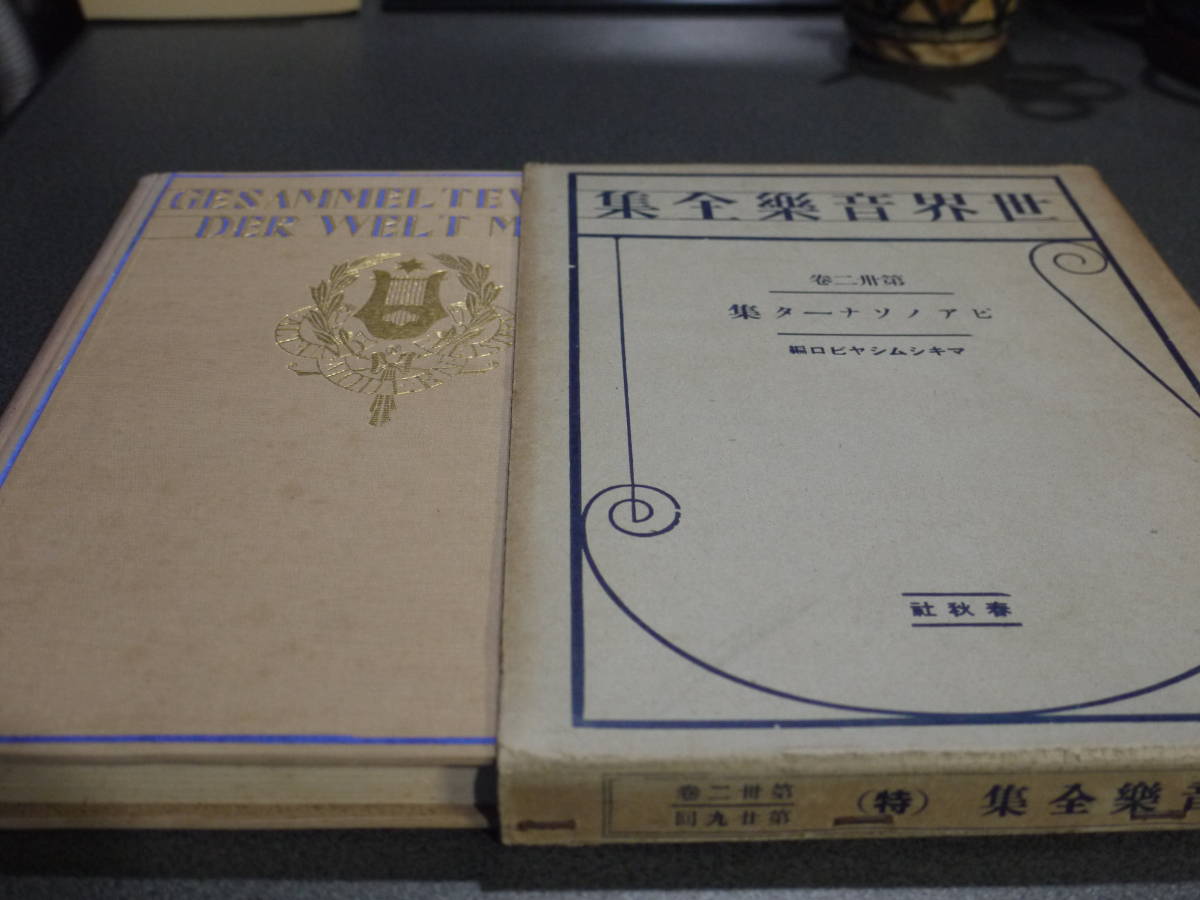 GESAMMELTE
DER WELT M
世界音樂全集
第卅二卷
ピアノソナータ集
マキシムシヤピロ編
春秋社
音樂全集 （特）
第卅二卷
第廿九回